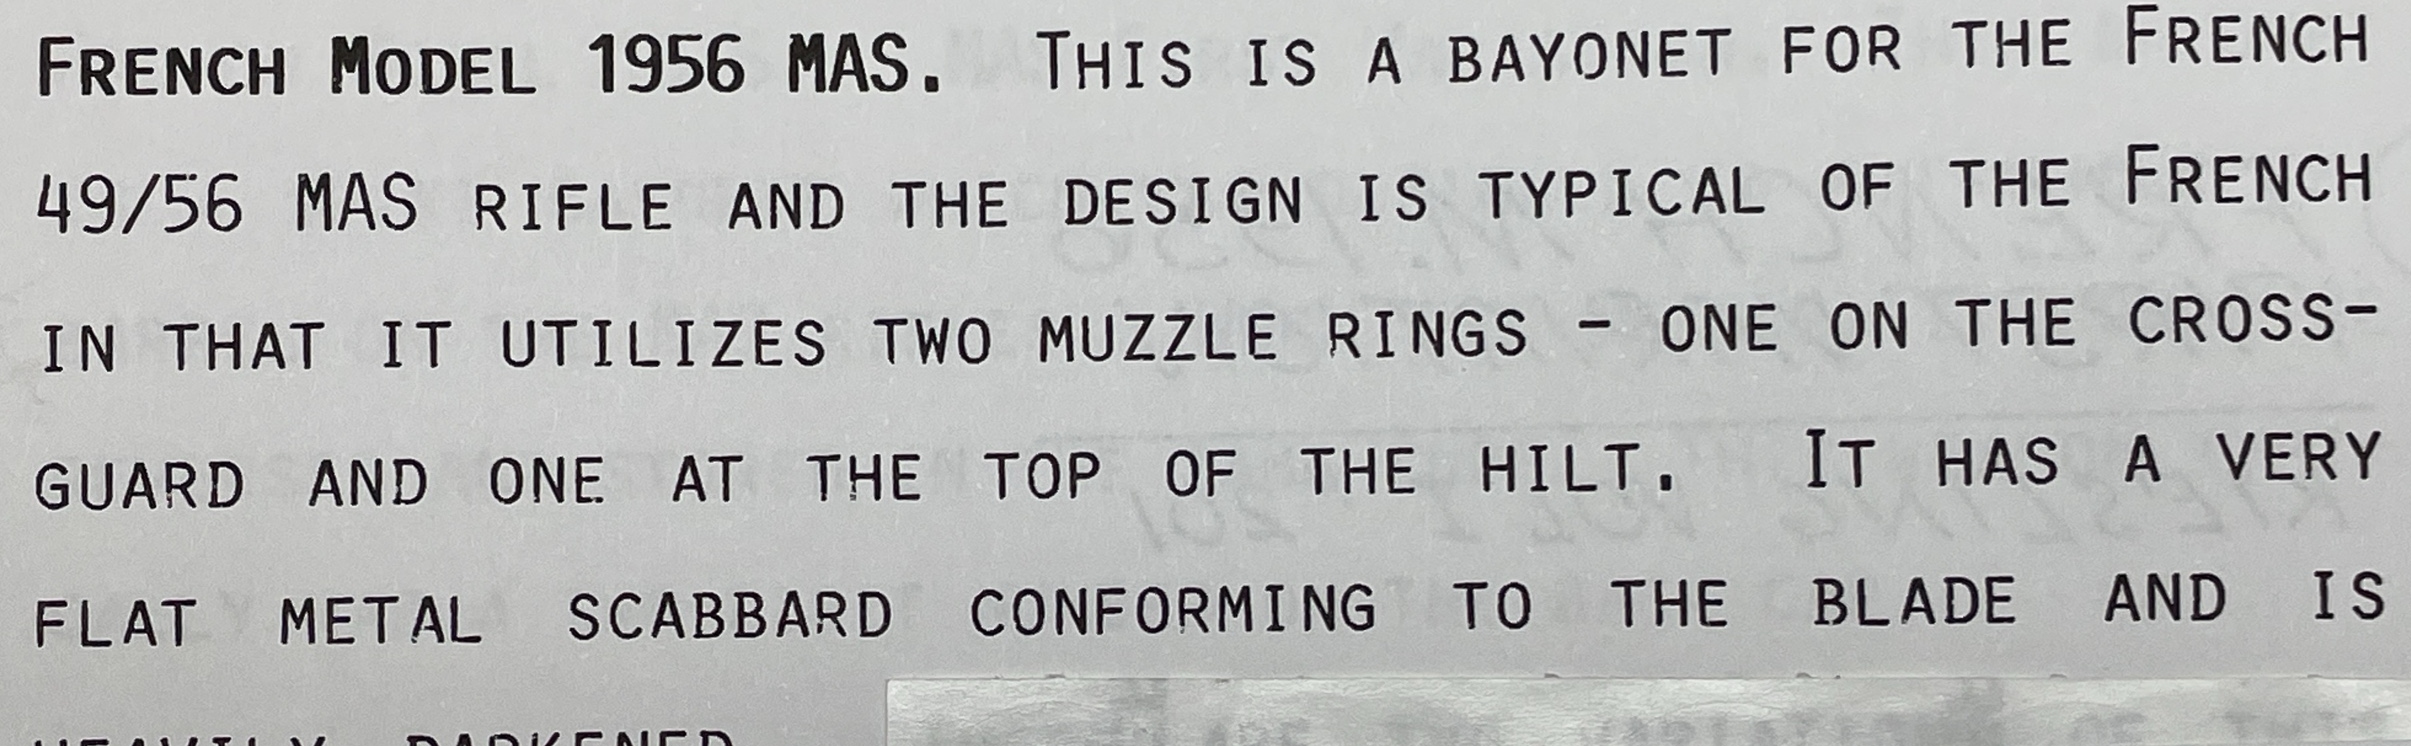 FRENCH MODEL 1956 MAS. THIS IS A BAYONET FOR THE FRENCH
49/56 MAS RIFLE AND THE DESIGN IS TYPICAL OF THE FRENCH
IN THAT IT UTILIZES TWO MUZZLE RINGS - ONE ON THE CROSS-
GUARD AND ONE AT THE TOP OF THE HILT. IT HAS A VERY
FLAT METAL SCABBARD CONFORMING TO THE BLADE AND IS
HEAVILY DARKENED